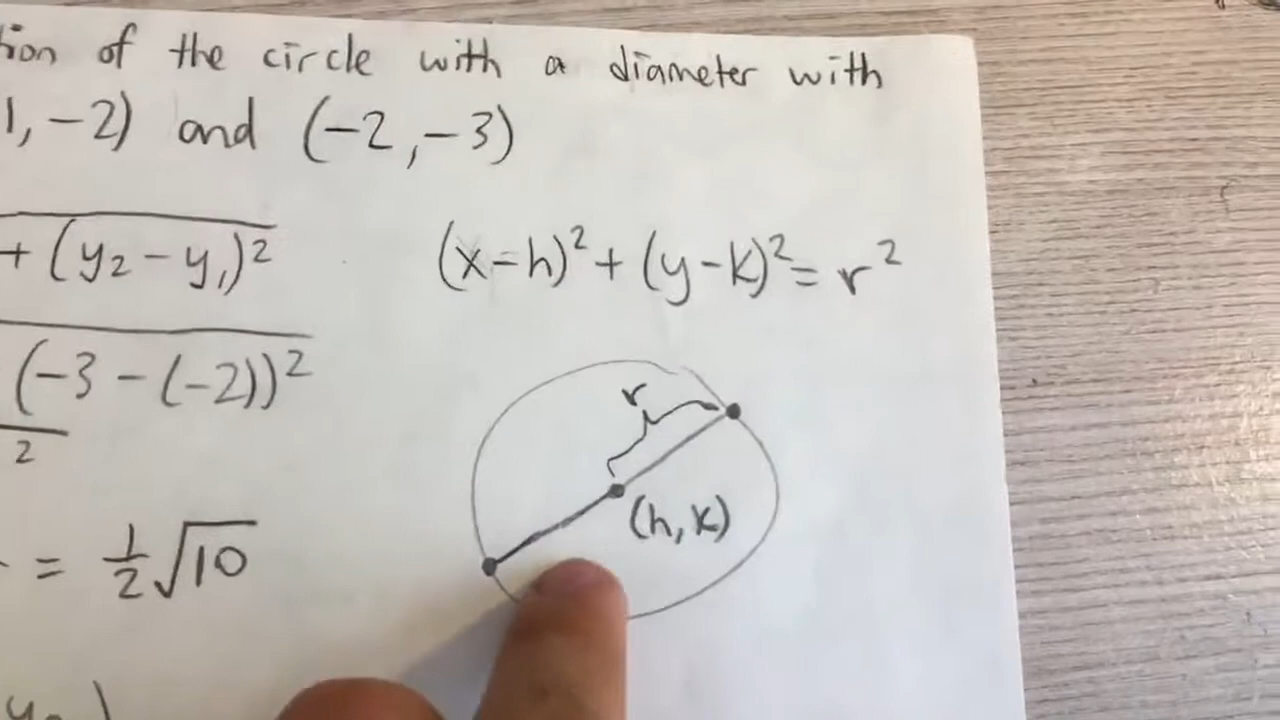 tion of the circle with a diameter with
1, -2) and (-2, -3)
+ (y₂ - y₁)²
(x-h)² + (y-k)² = r²
(-3 - (-2))²
2
r
(h, k)
= 1/2 √10